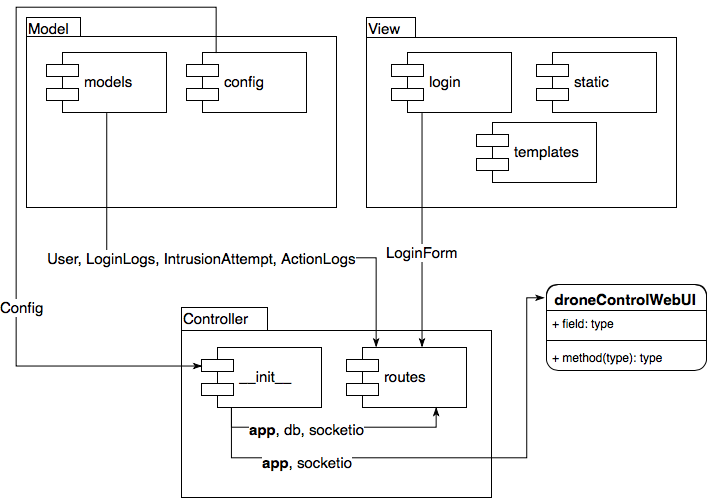 Model
View
models
config
login
static
templates
User, LoginLogs, IntrusionAttempt, ActionLogs
LoginForm
Config
droneControlWebUI
+ field: type
+ method(type): type
Controller
__init__
routes
app, db, socketio
app, socketio